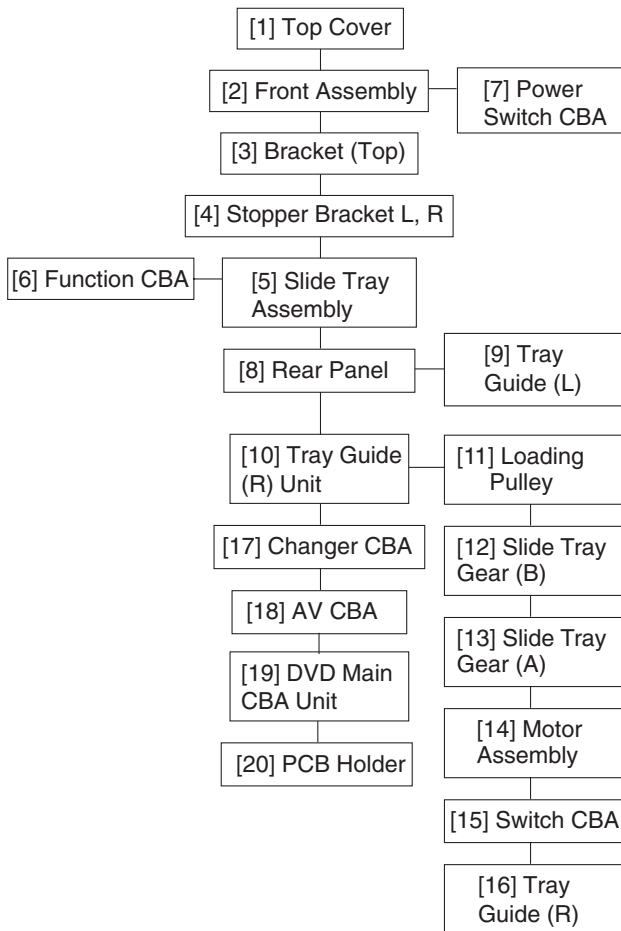 [1] Top Cover
[2] Front Assembly
[7] Power
Switch CBA
[3] Bracket (Top)
[4] Stopper Bracket L, R
[6] Function CBA
[5] Slide Tray
Assembly
[8] Rear Panel
[9] Tray
Guide (L)
[10] Tray Guide
(R) Unit
[11] Loading
Pulley
[17] Changer CBA
[12] Slide Tray
Gear (B)
[18] AV CBA
[13] Slide Tray
Gear (A)
[19] DVD Main
CBA Unit
[14] Motor
Assembly
[20] PCB Holder
[15] Switch CBA
[16] Tray
Guide (R)